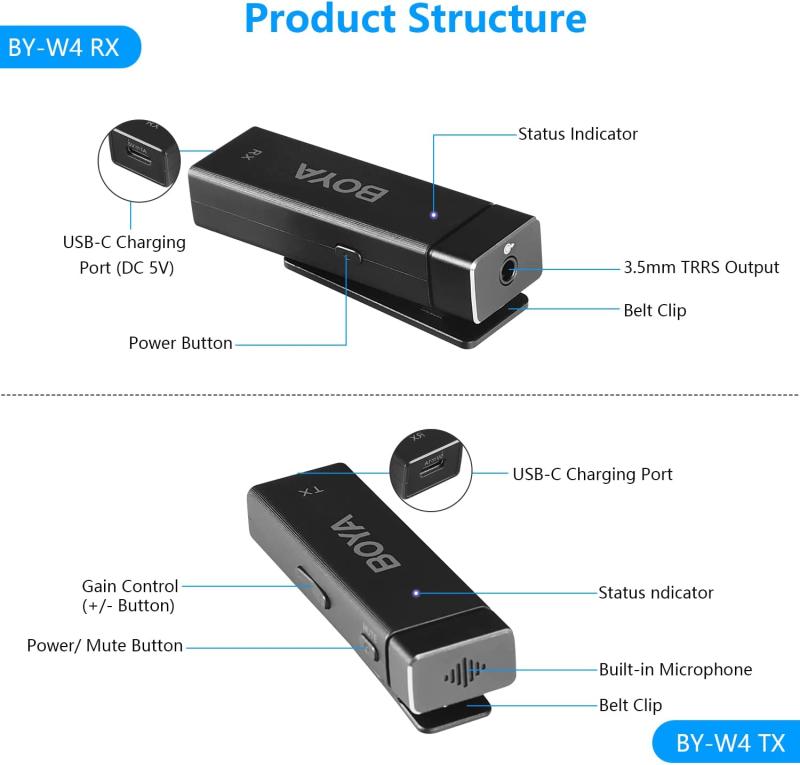 Product Structure
BY-W4 RX
Status Indicator
RX
BOYA
USB-C Charging
Port (DC 5V)
3.5mm TRRS Output
Belt Clip
Power Button
USB-C Charging Port
TX
BOYA
Gain Control
(+/- Button)
Status ndicator
MUTE
Power/ Mute Button
Built-in Microphone
Belt Clip
BY-W4 TX